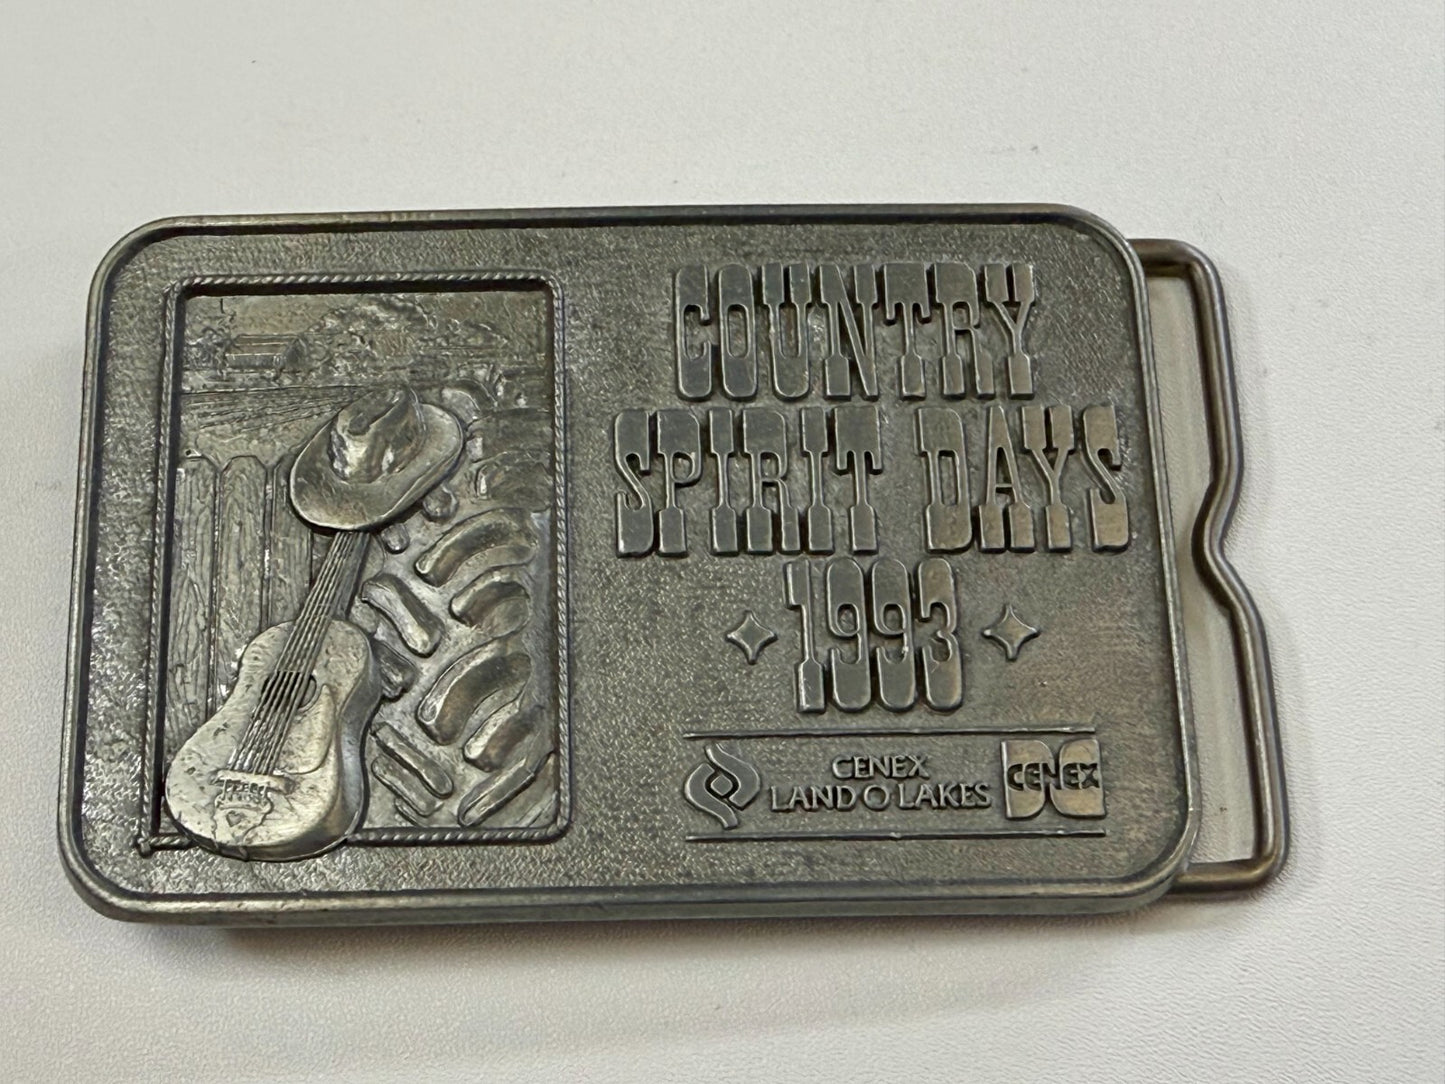 COUNTRY
SPIRIT DAYS
1993
CENEX
LAND O LAKES
CENEX